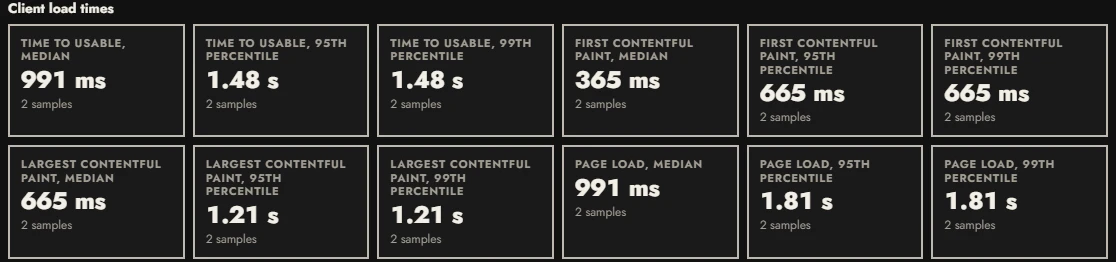 Client load times
TIME TO USABLE,
MEDIAN
991 ms
2 samples
TIME TO USABLE, 95TH
PERCENTILE
1.48 s
2 samples
TIME TO USABLE, 99TH
PERCENTILE
1.48 s
2 samples
FIRST CONTENTFUL
PAINT, MEDIAN
365 ms
2 samples
FIRST CONTENTFUL
PAINT, 95TH
PERCENTILE
665 ms
2 samples
FIRST CONTENTFUL
PAINT, 99TH
PERCENTILE
665 ms
2 samples
LARGEST CONTENTFUL
PAINT, MEDIAN
665 ms
2 samples
LARGEST CONTENTFUL
PAINT, 95TH
PERCENTILE
1.21 s
2 samples
LARGEST CONTENTFUL
PAINT, 99TH
PERCENTILE
1.21 s
2 samples
PAGE LOAD, MEDIAN
991 ms
2 samples
PAGE LOAD, 95TH
PERCENTILE
1.81 s
2 samples
PAGE LOAD, 99TH
PERCENTILE
1.81 s
2 samples